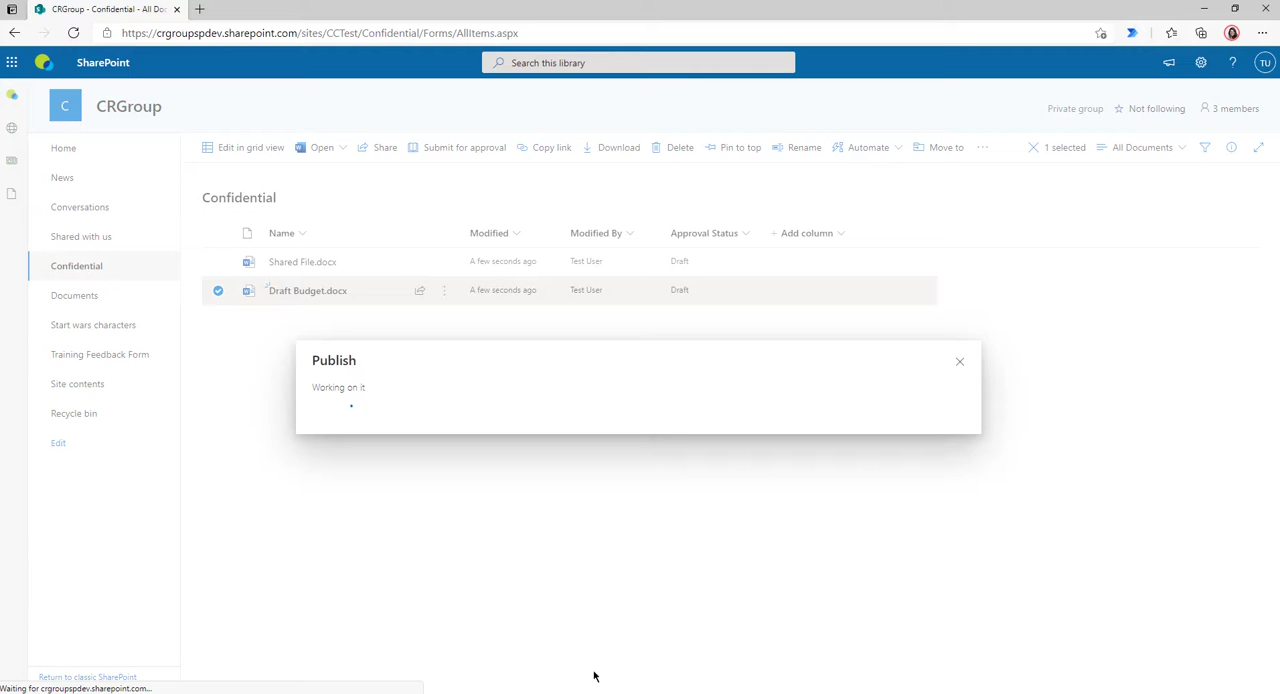 CRGroup - Confidential - All Doc
https://crgroupspdev.sharepoint.com/sites/CCTest/Confidential/Forms/AllItems.aspx
SharePoint
Search this library
?
TU
C
CRGroup
Private group
Not following
3 members
Home
News
Conversations
Shared with us
Confidential
Documents
Start wars characters
Training Feedback Form
Site contents
Recycle bin
Edit
Return to classic SharePoint
Edit in grid view
Open
Share
Submit for approval
Copy link
Download
Delete
Pin to top
Rename
Automate
Move to
1 selected
All Documents
Confidential
Name Modified Modified By Approval Status + Add column
Shared File.docx A few seconds ago Test User Draft
Draft Budget.docx A few seconds ago Test User Draft
Publish
Working on it
Waiting for crgroupspdev.sharepoint.com...